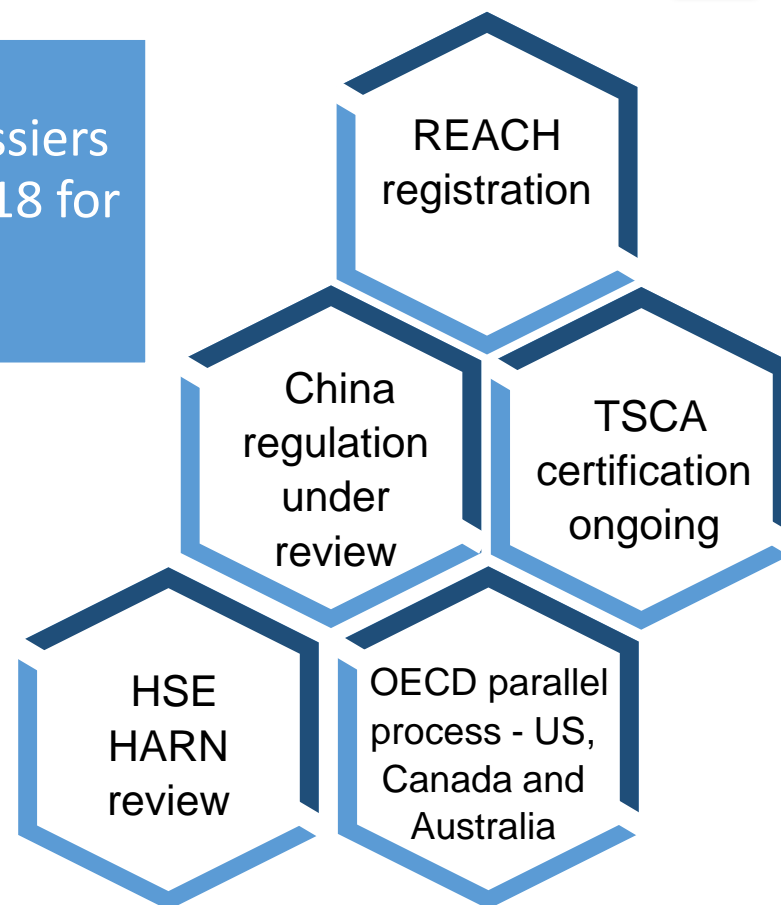 ssiers
18 for
REACH
registration
China
regulation
under
review
TSCA
certification
ongoing
HSE
HARN
review
OECD parallel
process - US,
Canada and
Australia